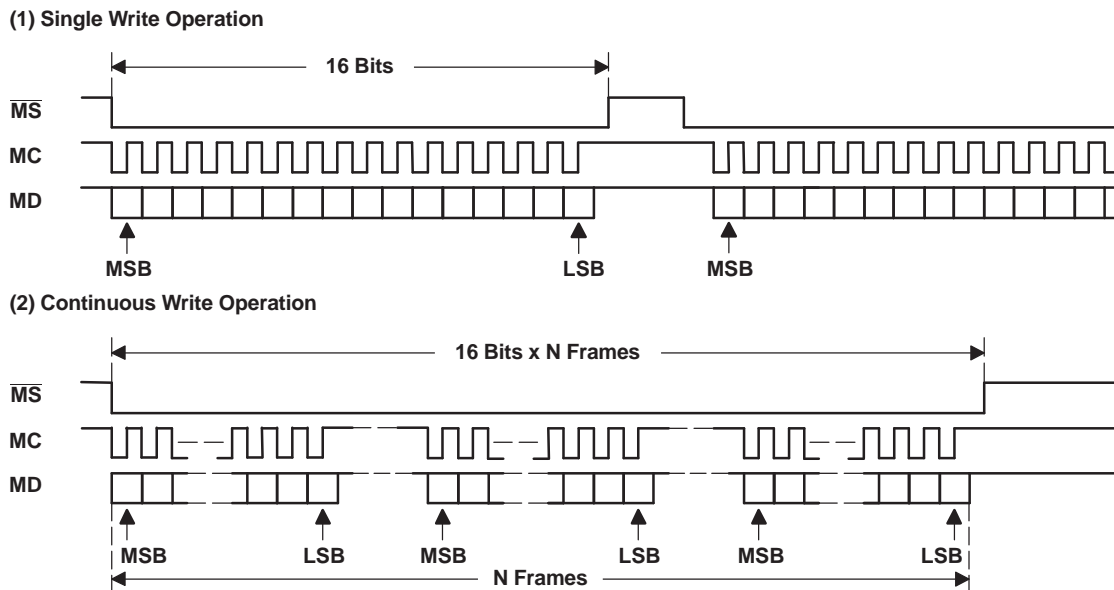 (1) Single Write Operation
16 Bits
MS
MC
MD
MSB LSB MSB
(2) Continuous Write Operation
16 Bits x N Frames
MS
MC
MD
MSB LSB MSB LSB MSB LSB
N Frames